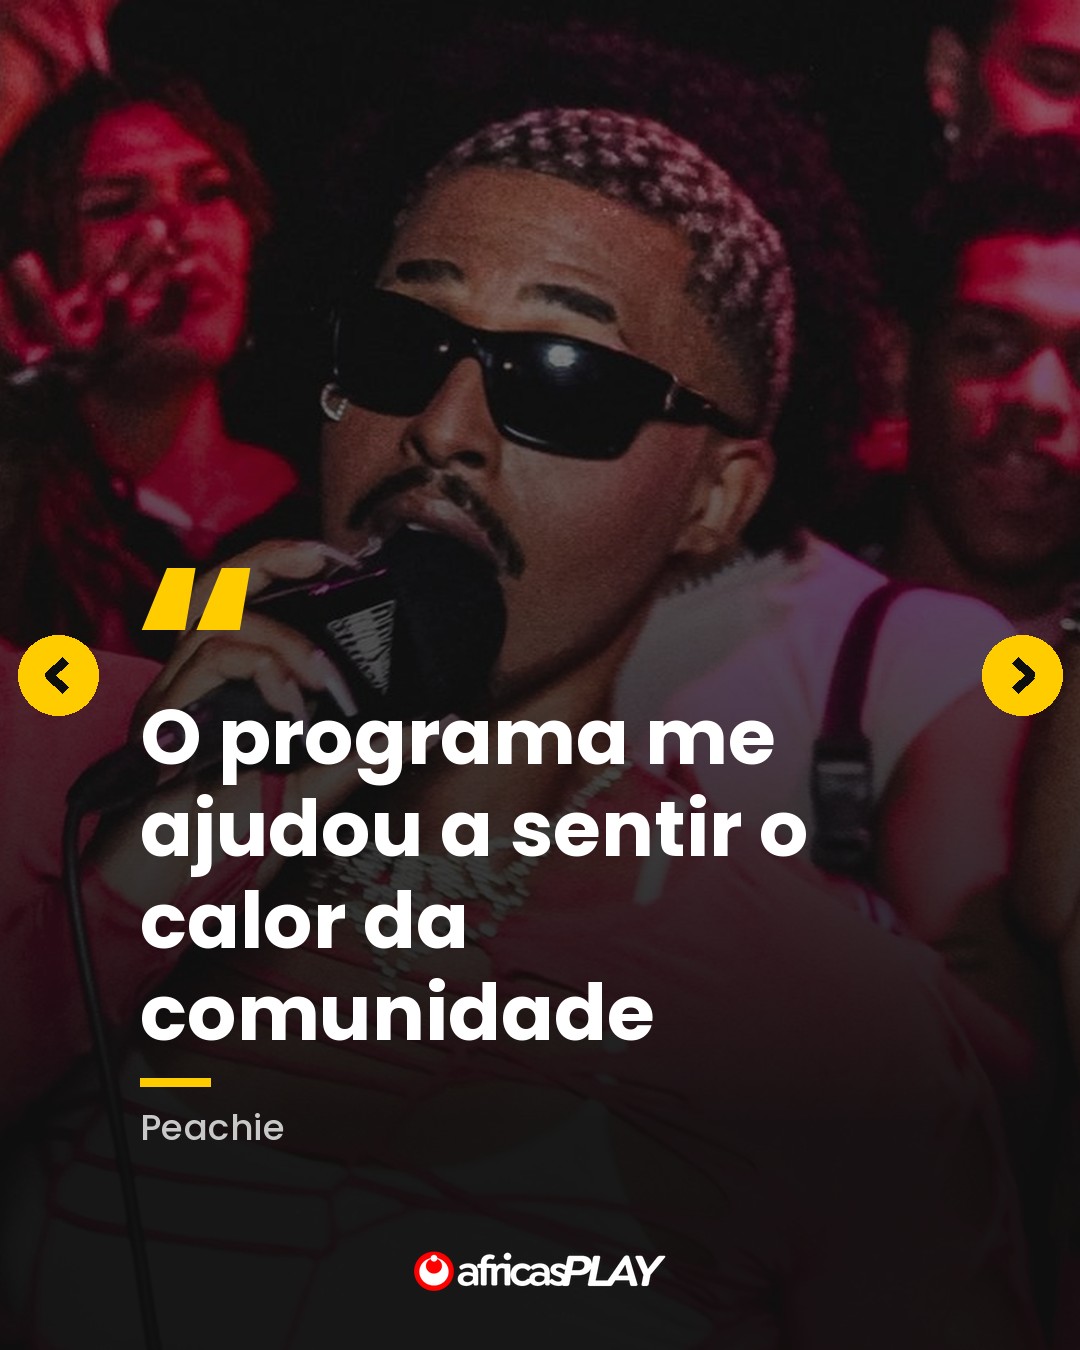 O programa me
ajudou a sentir o
calor da
comunidade
Peachie
africasPLAY